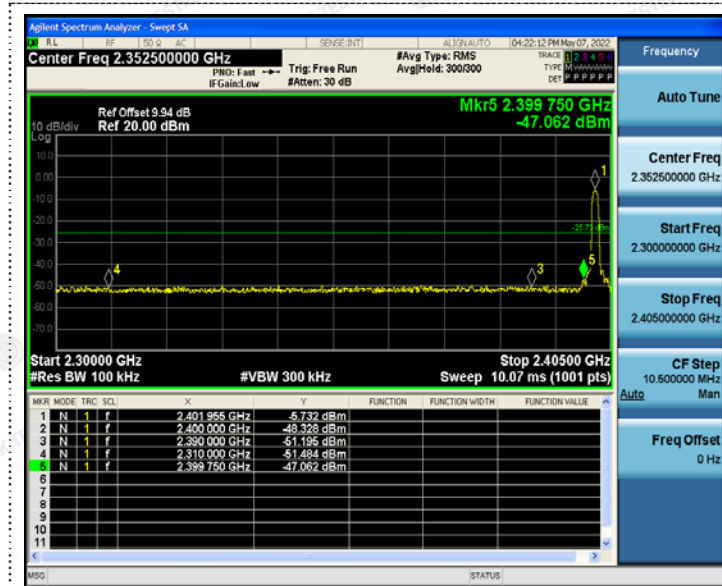 Agilent Spectrum Analyzer - Swept SA
RL RF 50 Ω AC SENSE:INT ALIGN AUTO 04:22:12 PM May 07, 2022
Center Freq 2.352500000 GHz
PNO: Fast
IFGain:Low
Trig: Free Run
#Atten: 30 dB
#Avg Type: RMS
Avg|Hold: 300/300
TRACE 1 2 3 4 5 6
TYPE M
DET P P P P P P
Frequency
Mkr5 2.399 750 GHz
-47.062 dBm
Ref Offset 9.94 dB
10 dB/div Ref 20.00 dBm
Log
10.0
0.00
-10.0
-20.0
-30.0
-40.0
-50.0
-60.0
-70.0
1
-25.73 dBm
4
3
5
Start 2.30000 GHz Stop 2.40500 GHz
#Res BW 100 kHz #VBW 300 kHz Sweep 10.07 ms (1001 pts)
MKR MODE TRC SCL X Y FUNCTION FUNCTION WIDTH FUNCTION VALUE
1 N 1 f 2.401 955 GHz -5.732 dBm
2 N 1 f 2.400 000 GHz -48.328 dBm
3 N 1 f 2.390 000 GHz -51.195 dBm
4 N 1 f 2.310 000 GHz -51.484 dBm
5 N 1 f 2.399 750 GHz -47.062 dBm
6
7
8
9
10
11
MSG STATUS
Auto Tune
Center Freq
2.352500000 GHz
Start Freq
2.300000000 GHz
Stop Freq
2.405000000 GHz
CF Step
10.500000 MHz
Auto Man
Freq Offset
0 Hz